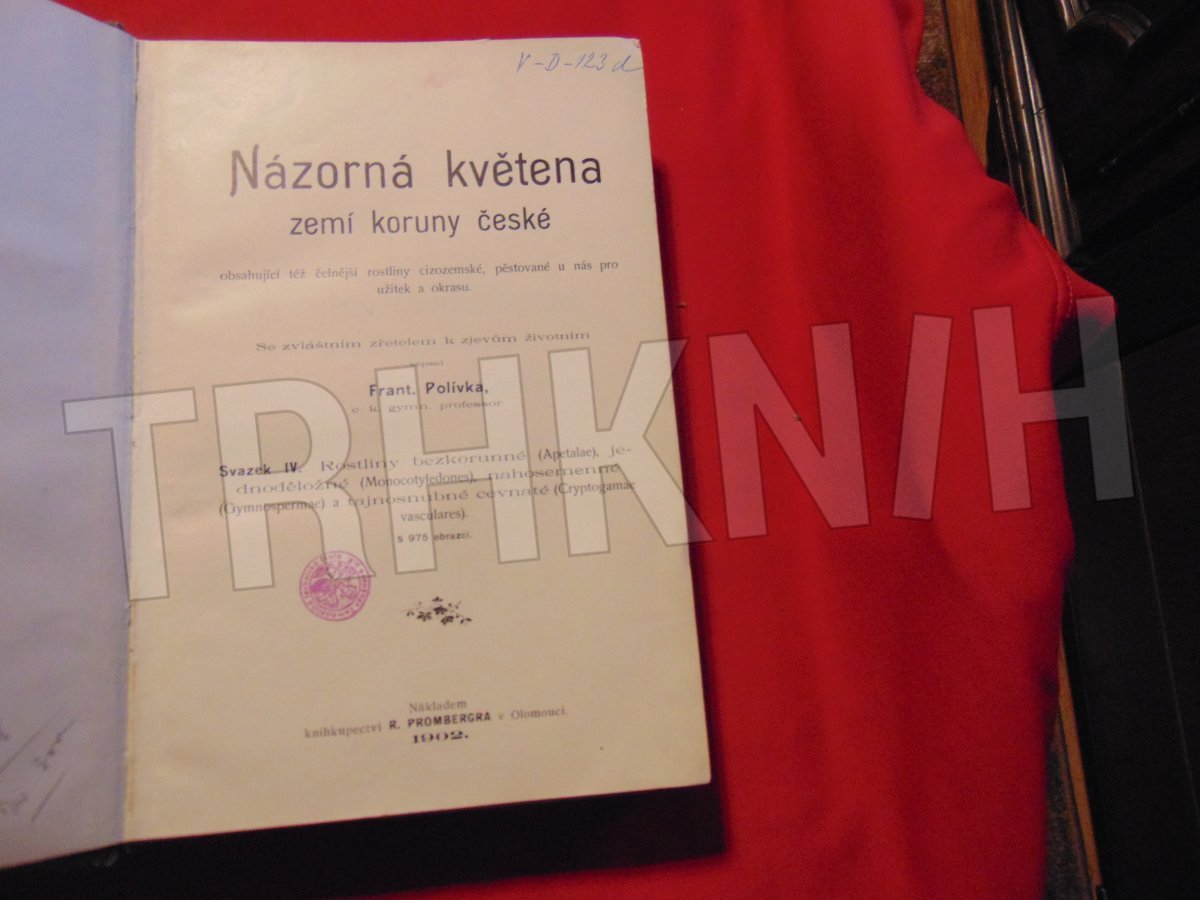 V-D-123 d
Názorná květena
zemí koruny české
obsahující též čelnější rostliny cizozemské, pěstované u nás pro
užitek a okrasu.
Se zvláštním zřetelem k zjevům životním
sepsal
Frant. Polívka,
c. k. gymn. professor
Svazek IV. Rostliny bezkorunné (Apetalae), je-
dnoděložné (Monocotyledones), nahosemenné
(Gymnospermae) a tajnosnubné cevnaté (Cryptogamae
vasculares).
S 975 obrazci.
Nákladem
knihkupectví R. PROMBERGRA v Olomouci.
1902.
TRHKNIH